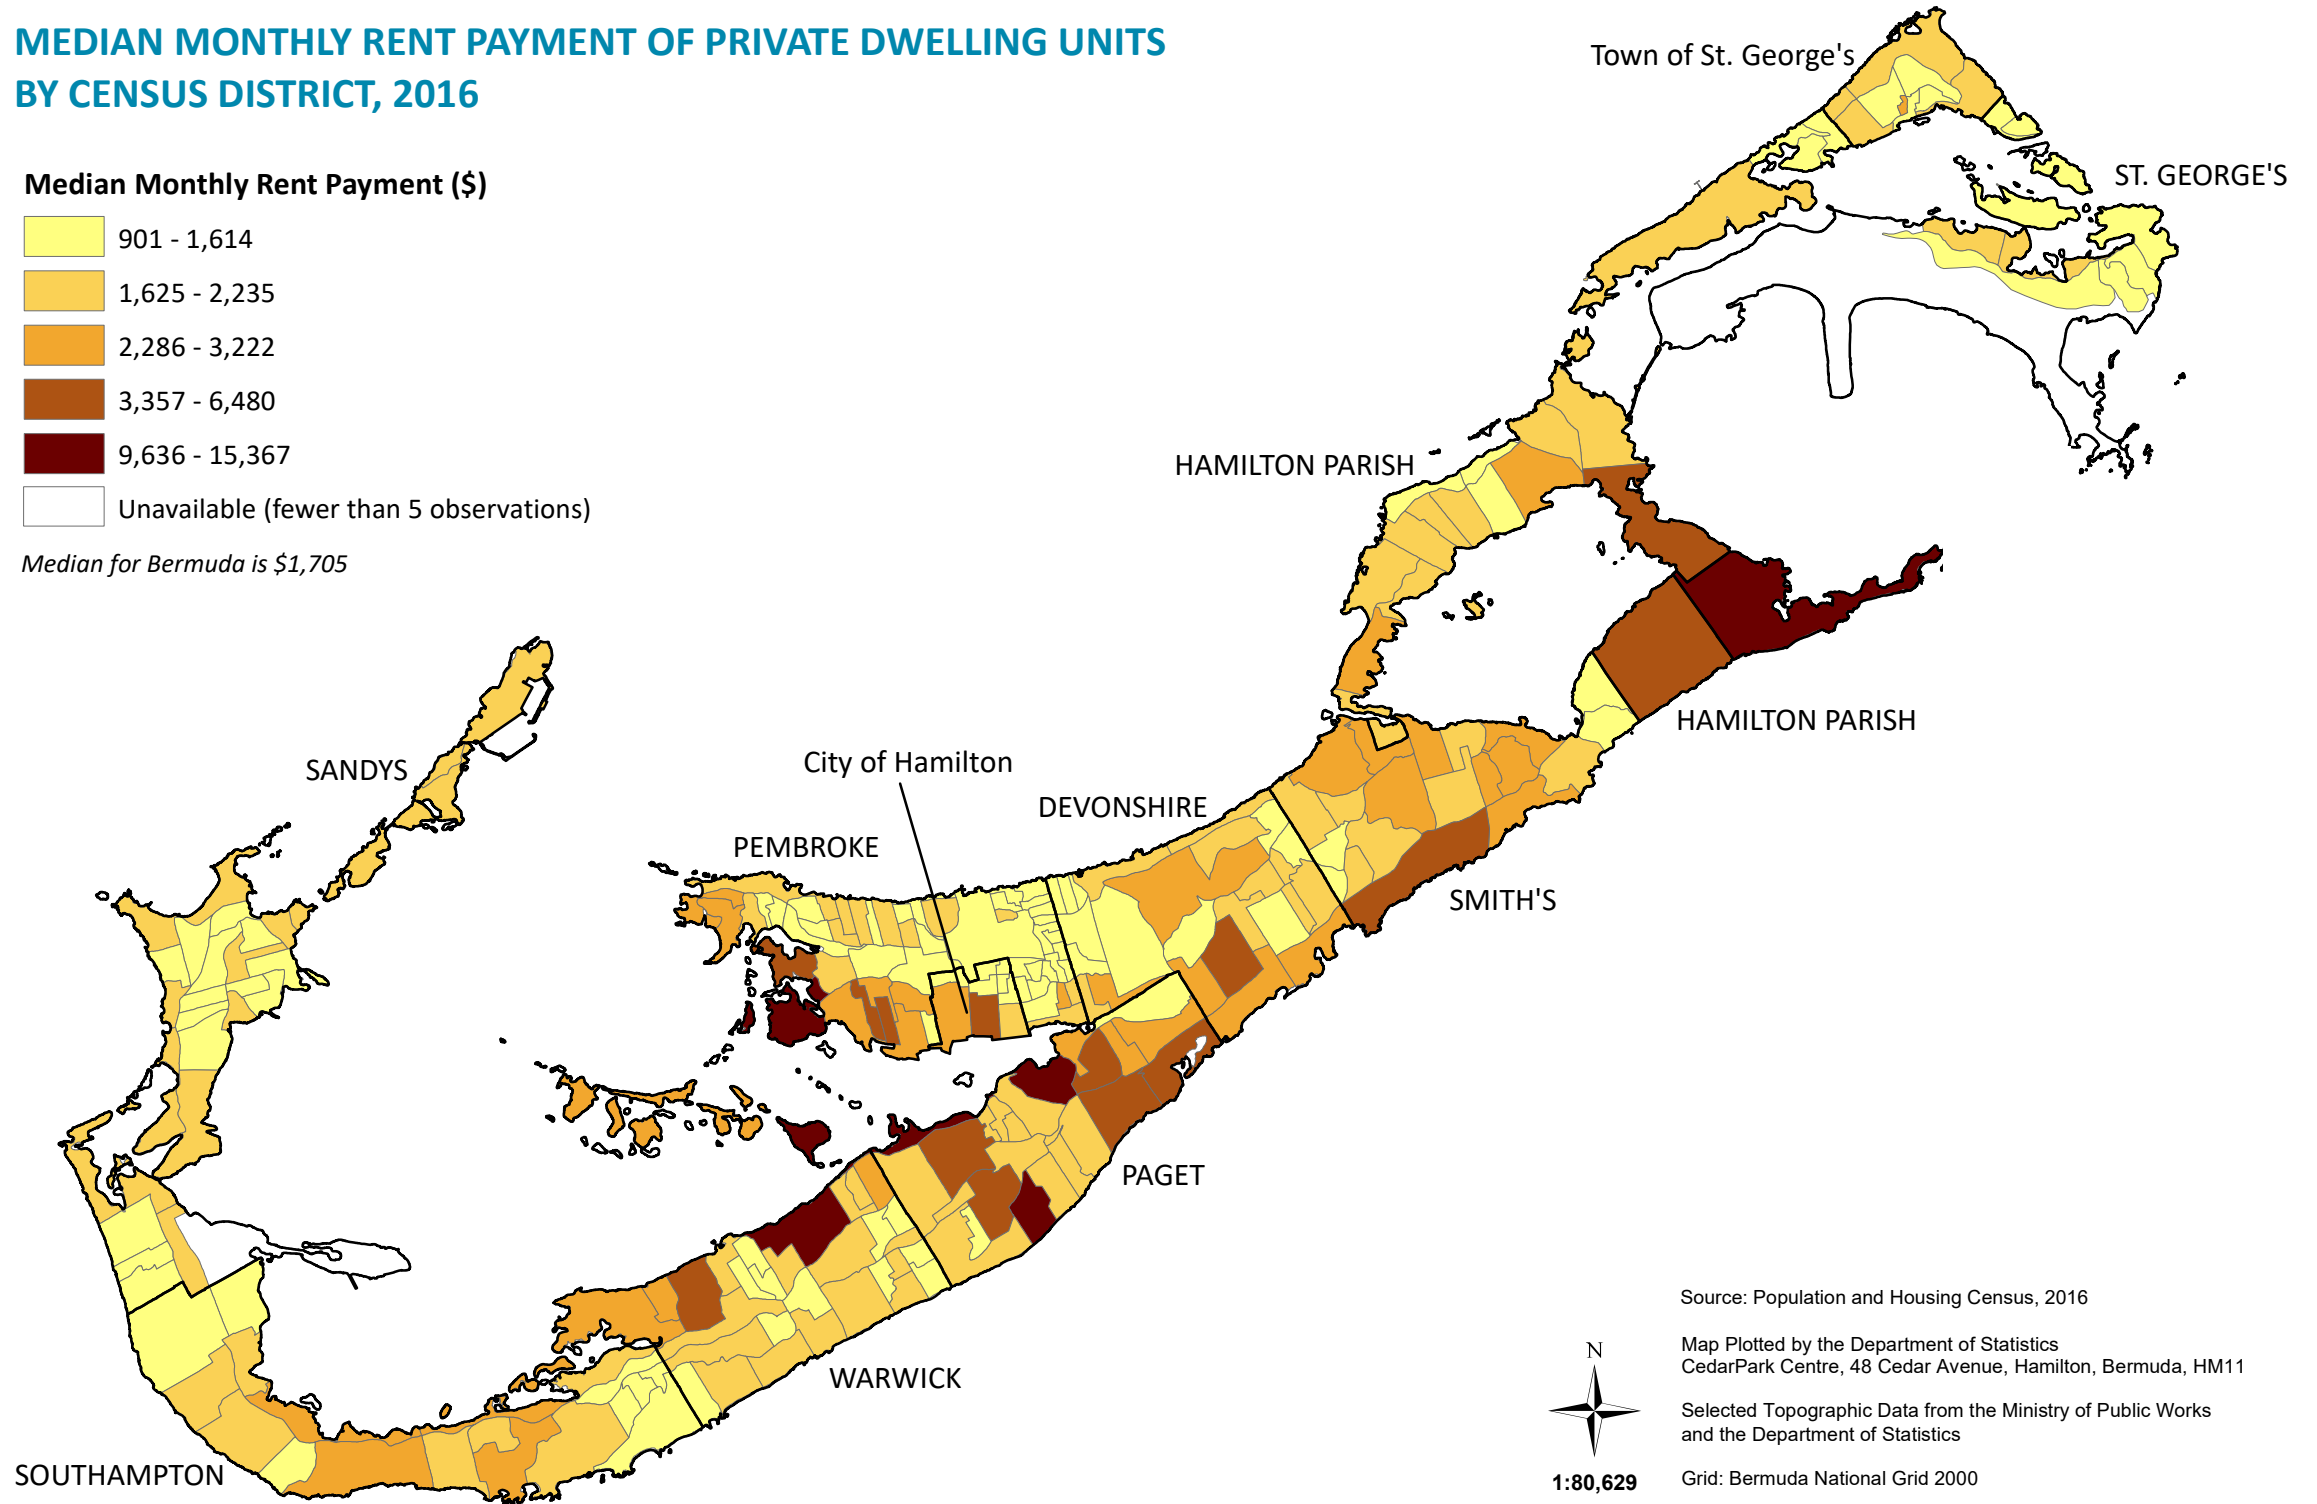 MEDIAN MONTHLY RENT PAYMENT OF PRIVATE DWELLING UNITS
BY CENSUS DISTRICT, 2016
Median Monthly Rent Payment ($)
901 - 1,614
1,625 - 2,235
2,286 - 3,222
3,357 - 6,480
9,636 - 15,367
Unavailable (fewer than 5 observations)
Median for Bermuda is $1,705
Town of St. George's
ST. GEORGE'S
HAMILTON PARISH
HAMILTON PARISH
SANDYS
City of Hamilton
DEVONSHIRE
PEMBROKE
SMITH'S
PAGET
WARWICK
SOUTHAMPTON
Source: Population and Housing Census, 2016
Map Plotted by the Department of Statistics
CedarPark Centre, 48 Cedar Avenue, Hamilton, Bermuda, HM11
Selected Topographic Data from the Ministry of Public Works
and the Department of Statistics
Grid: Bermuda National Grid 2000
N
1:80,629